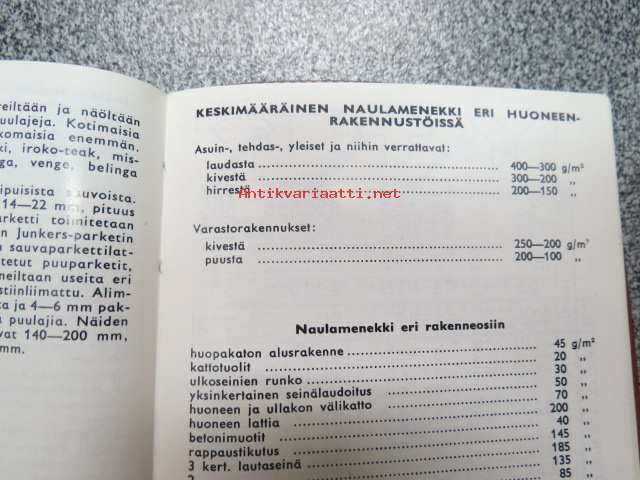 reiltään ja näöltään
uulajeja. Kotimaisia
komaisia enemmän.
ki, iroko-teak, mis-
ga, venge, belinga
ipuisista sauvoista.
14—22 mm, pituus
arketti toimitetaan
n Junkers-parketin
sauvaparkettilat-
tetut puuparketit,
neiltaan useita eri
stiinliimattu. Alim-
ta ja 4—6 mm pak-
puulajia. Näiden
vat 140—200 mm,
mm.
KESKIMÄÄRÄINEN NAULAMENEKKI ERI HUONEEN-
RAKENNUSTÖISSÄ
Asuin-, tehdas-, yleiset ja niihin verrattavat:
laudasta 400—300 g/m²
kivestä 300—200 „
hirrestä 200—150 „
Antikvariaatti.net
Varastorakennukset:
kivestä 250—200 g/m²
puusta 200—100 „
Naulamenekki eri rakenneosiin
huopakaton alusrakenne 45 g/m²
kattotuolit 20 „
ulkoseinien runko 30 „
yksinkertainen seinälaudoitus 50 „
huoneen ja ullakon välikatto 70 „
huoneen lattia 200 „
betonimuotit 40 „
rappaustikutus 145 „
3 kert. lautaseinä 185 „
135 „
85 „